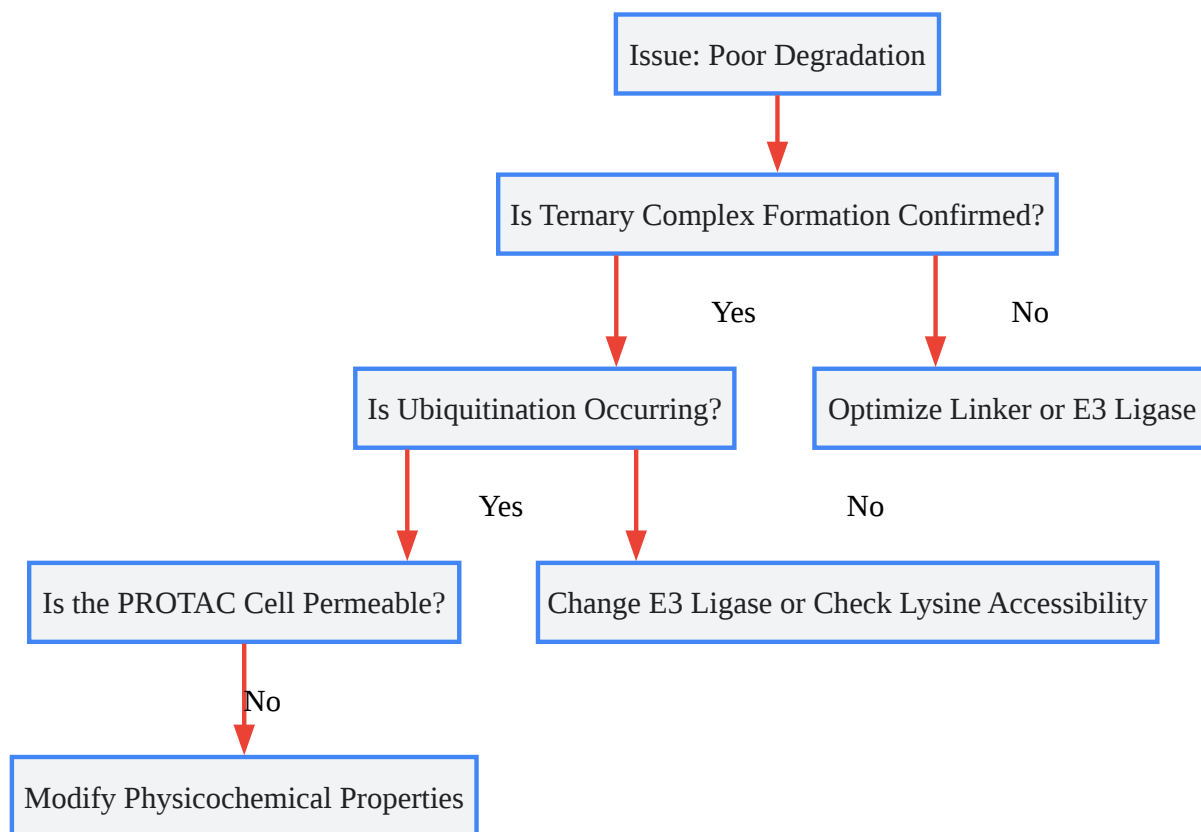 Issue: Poor Degradation
Is Ternary Complex Formation Confirmed?
Yes
No
Is Ubiquitination Occurring?
Optimize Linker or E3 Ligase
Yes
No
Is the PROTAC Cell Permeable?
Change E3 Ligase or Check Lysine Accessibility
No
Modify Physicochemical Properties